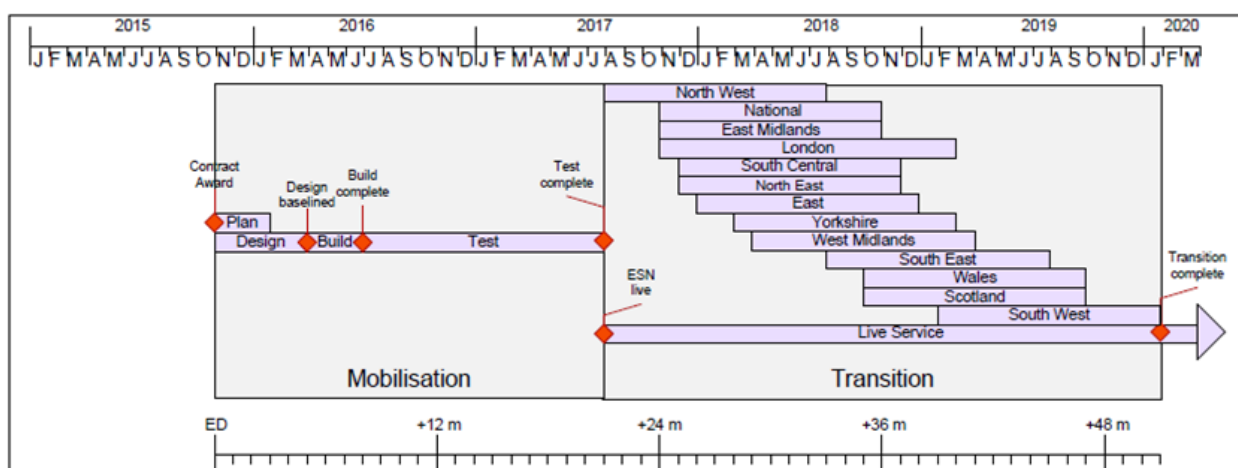 2015 2016 2017 2018 2019 2020
J F M A M J J A S O N D J F M A M J J A S O N D J F M A M J J A S O N D J F M A M J J A S O N D J F M A M J J A S O N D J F M
North West
National
East Midlands
London
South Central
North East
East
Yorkshire
West Midlands
South East
Wales
Scotland
South West
Live Service
Contract
Award
Design
baselined
Build
complete
Test
complete
Plan
Design Build Test
ESN
live
Transition
complete
Mobilisation Transition
ED +12 m +24 m +36 m +48 m